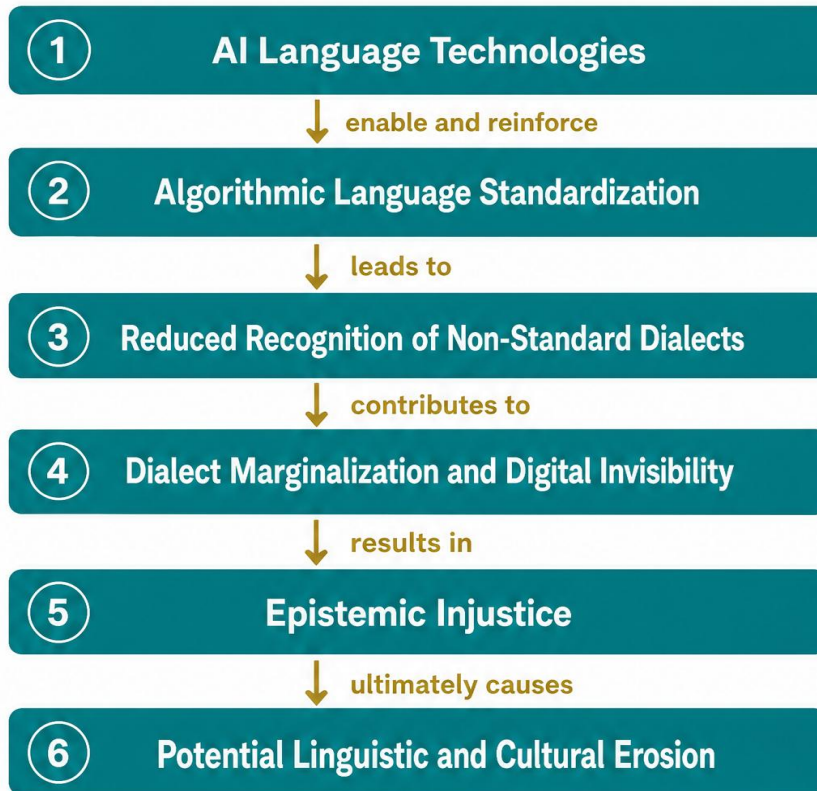 1 AI Language Technologies
enable and reinforce
2 Algorithmic Language Standardization
leads to
3 Reduced Recognition of Non-Standard Dialects
contributes to
4 Dialect Marginalization and Digital Invisibility
results in
5 Epistemic Injustice
ultimately causes
6 Potential Linguistic and Cultural Erosion